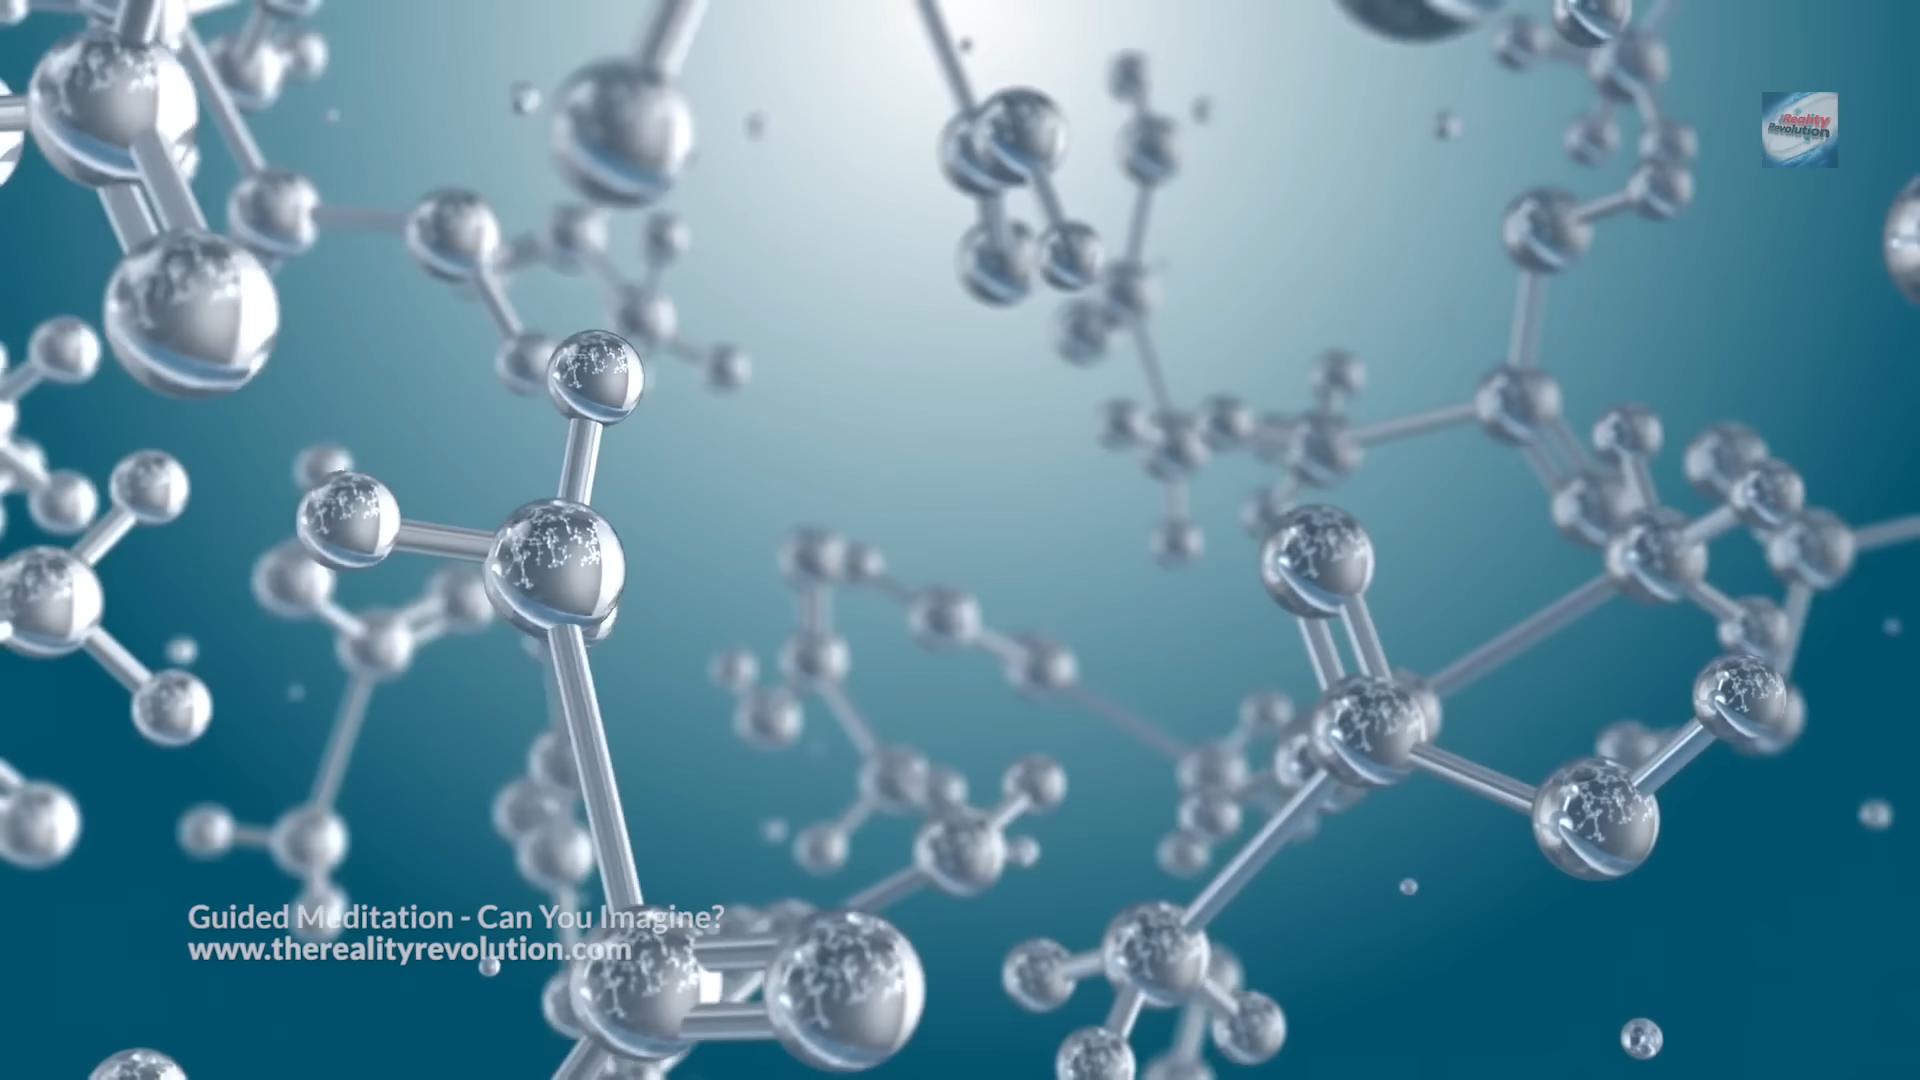 Reality
Revolution
Guided Meditation - Can You Imagine?
www.therealityrevolution.com